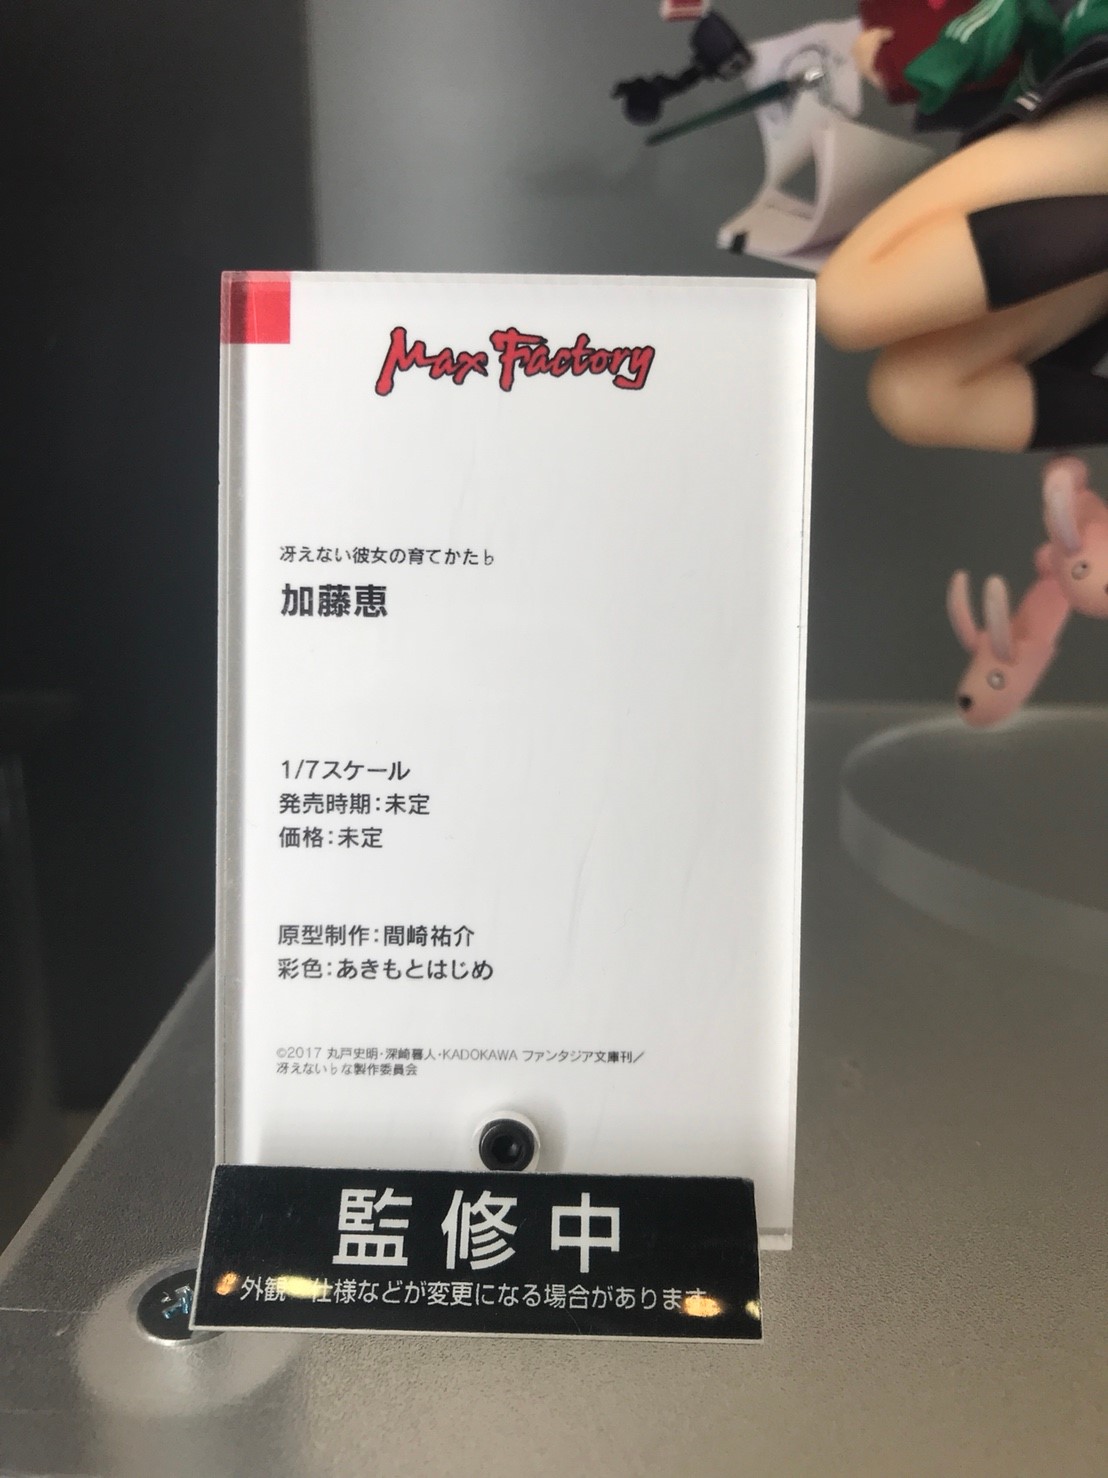 Max Factory
冴えない彼女の育てかた♭
加藤恵
1/7スケール
発売時期:未定
価格:未定
原型制作:間崎祐介
彩色:あきもとはじめ
©2017 丸戸史明・深崎暮人・KADOKAWA ファンタジア文庫刊／
冴えない♭な製作委員会
監修中
外観・仕様などが変更になる場合があります